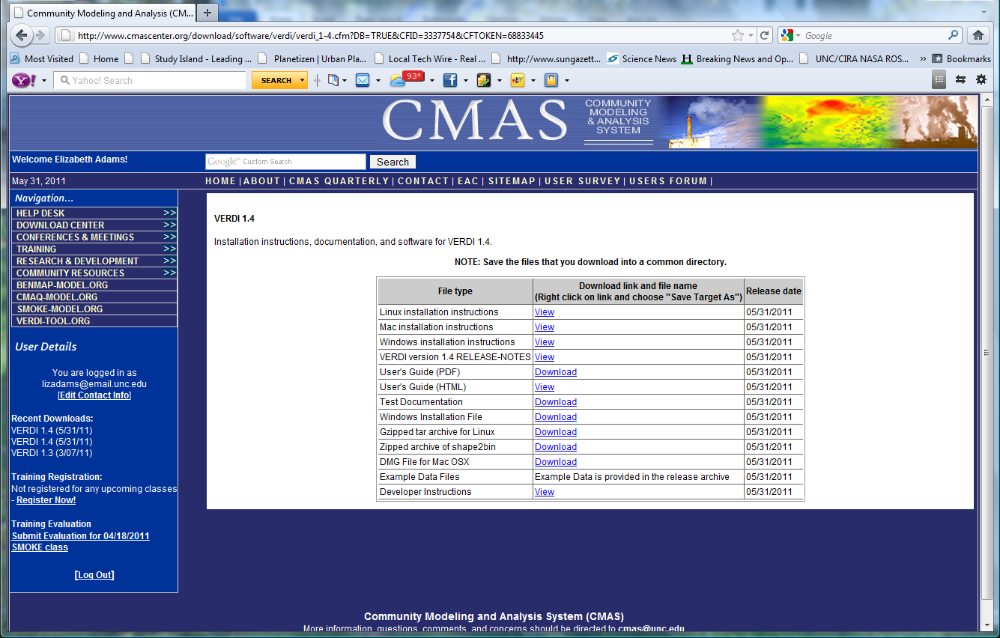 Community Modeling and Analysis (CM...
http://www.cmascenter.org/download/software/verdi/verdi_1-4.cfm?DB=TRUE&CFID=3337754&CFTOKEN=68833445
Google
Most Visited Home Study Island - Leading ... Planetizen | Urban Pla... Local Tech Wire - Real ... http://www.sungazett... Science News Breaking News and Op... UNC/CIRA NASA ROS... » Bookmarks
Y! Yahoo! Search SEARCH 93° ebY
CMAS
COMMUNITY
MODELING
& ANALYSIS
SYSTEM
Welcome Elizabeth Adams!
Google™ Custom Search Search
May 31, 2011
HOME | ABOUT | CMAS QUARTERLY | CONTACT | EAC | SITEMAP | USER SURVEY | USERS FORUM |
Navigation...
HELP DESK >>
DOWNLOAD CENTER >>
CONFERENCES & MEETINGS >>
TRAINING >>
RESEARCH & DEVELOPMENT >>
COMMUNITY RESOURCES >>
BENMAP-MODEL.ORG
CMAQ-MODEL.ORG
SMOKE-MODEL.ORG
VERDI-TOOL.ORG
User Details
You are logged in as
lizadams@email.unc.edu
[Edit Contact Info]
Recent Downloads:
VERDI 1.4 (5/31/11)
VERDI 1.4 (5/31/11)
VERDI 1.3 (3/07/11)
Training Registration:
Not registered for any upcoming classes
- Register Now!
Training Evaluation
Submit Evaluation for 04/18/2011
SMOKE class
[Log Out]
VERDI 1.4
Installation instructions, documentation, and software for VERDI 1.4.
NOTE: Save the files that you download into a common directory.
File type
Download link and file name
(Right click on link and choose "Save Target As")
Release date
Linux installation instructions View 05/31/2011
Mac installation instructions View 05/31/2011
Windows installation instructions View 05/31/2011
VERDI version 1.4 RELEASE-NOTES View 05/31/2011
User's Guide (PDF) Download 05/31/2011
User's Guide (HTML) View 05/31/2011
Test Documentation Download 05/31/2011
Windows Installation File Download 05/31/2011
Gzipped tar archive for Linux Download 05/31/2011
Zipped archive of shape2bin Download 05/31/2011
DMG File for Mac OSX Download 05/31/2011
Example Data Files Example Data is provided in the release archive 05/31/2011
Developer Instructions View 05/31/2011
Community Modeling and Analysis System (CMAS)
More information, questions, comments, and concerns should be directed to cmas@unc.edu